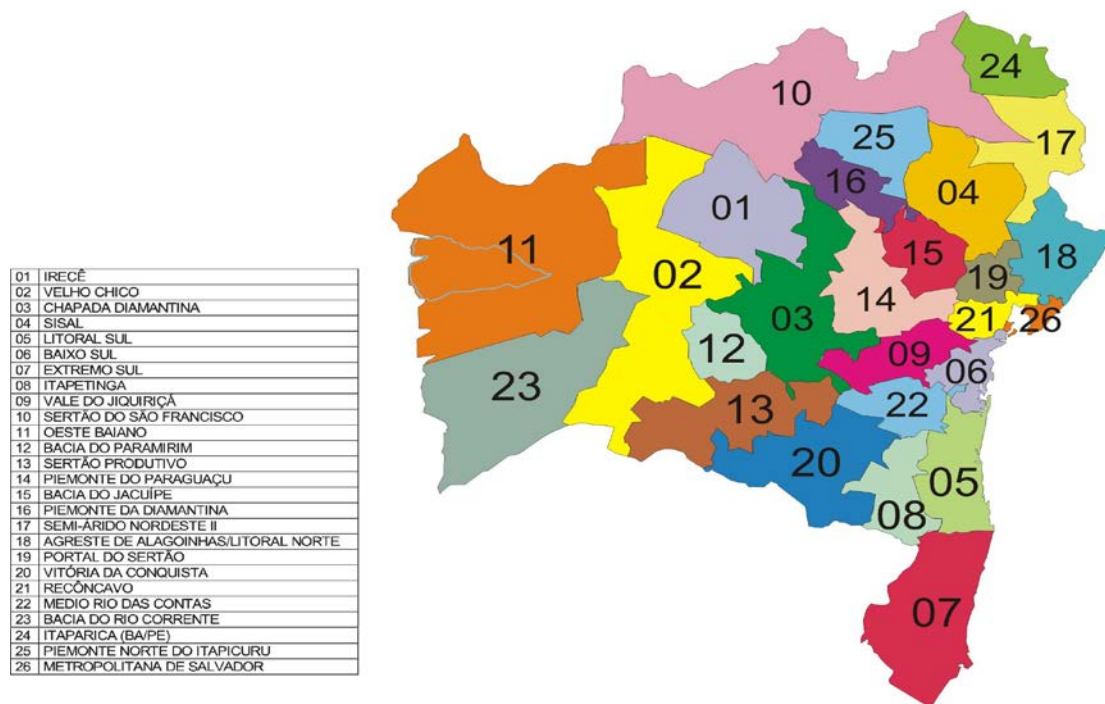 01 IRECÊ
02 VELHO CHICO
03 CHAPADA DIAMANTINA
04 SISAL
05 LITORAL SUL
06 BAIXO SUL
07 EXTREMO SUL
08 ITAPETINGA
09 VALE DO JIQUIRIÇÁ
10 SERTÃO DO SÃO FRANCISCO
11 OESTE BAIANO
12 BACIA DO PARAMIRIM
13 SERTÃO PRODUTIVO
14 PIEMONTE DO PARAGUAÇU
15 BACIA DO JACUÍPE
16 PIEMONTE DA DIAMANTINA
17 SEMI-ÁRIDO NORDESTE II
18 AGRESTE DE ALAGOINHAS/LITORAL NORTE
19 PORTAL DO SERTÃO
20 VITÓRIA DA CONQUISTA
21 RECÔNCAVO
22 MEDIO RIO DAS CONTAS
23 BACIA DO RIO CORRENTE
24 ITAPARICA (BA/PE)
25 PIEMONTE NORTE DO ITAPICURU
26 METROPOLITANA DE SALVADOR
24
10
25
17
16
04
01
11
15
18
02
19
14
03
21
26
12
09
06
23
22
13
20
05
08
07